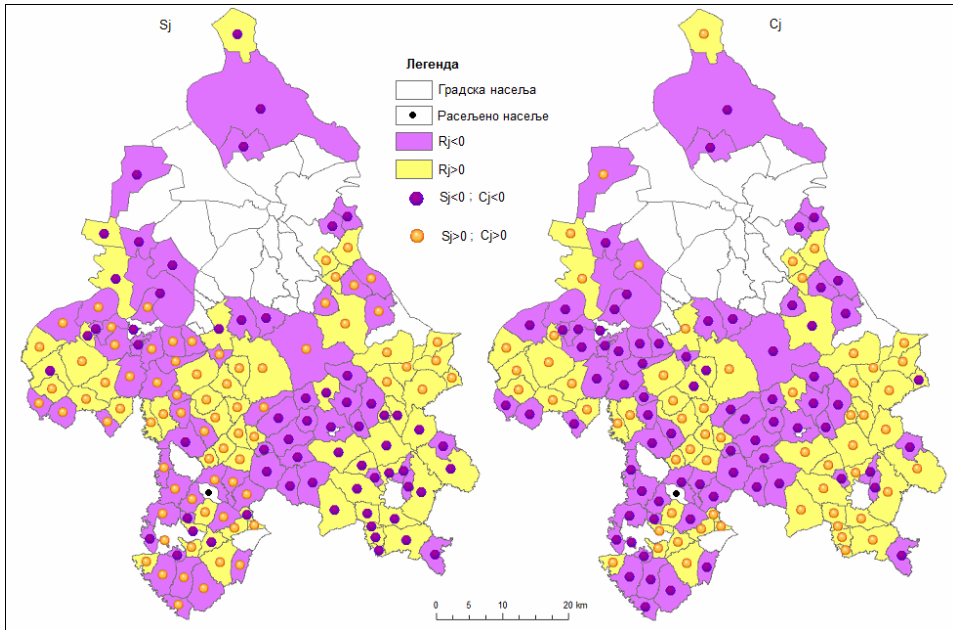 Sj
Cj
Легенда
Градска насеља
Расељено насеље
Rj<0
Rj>0
Sj<0 ; Cj<0
Sj>0 ; Cj>0
0 5 10 20 km